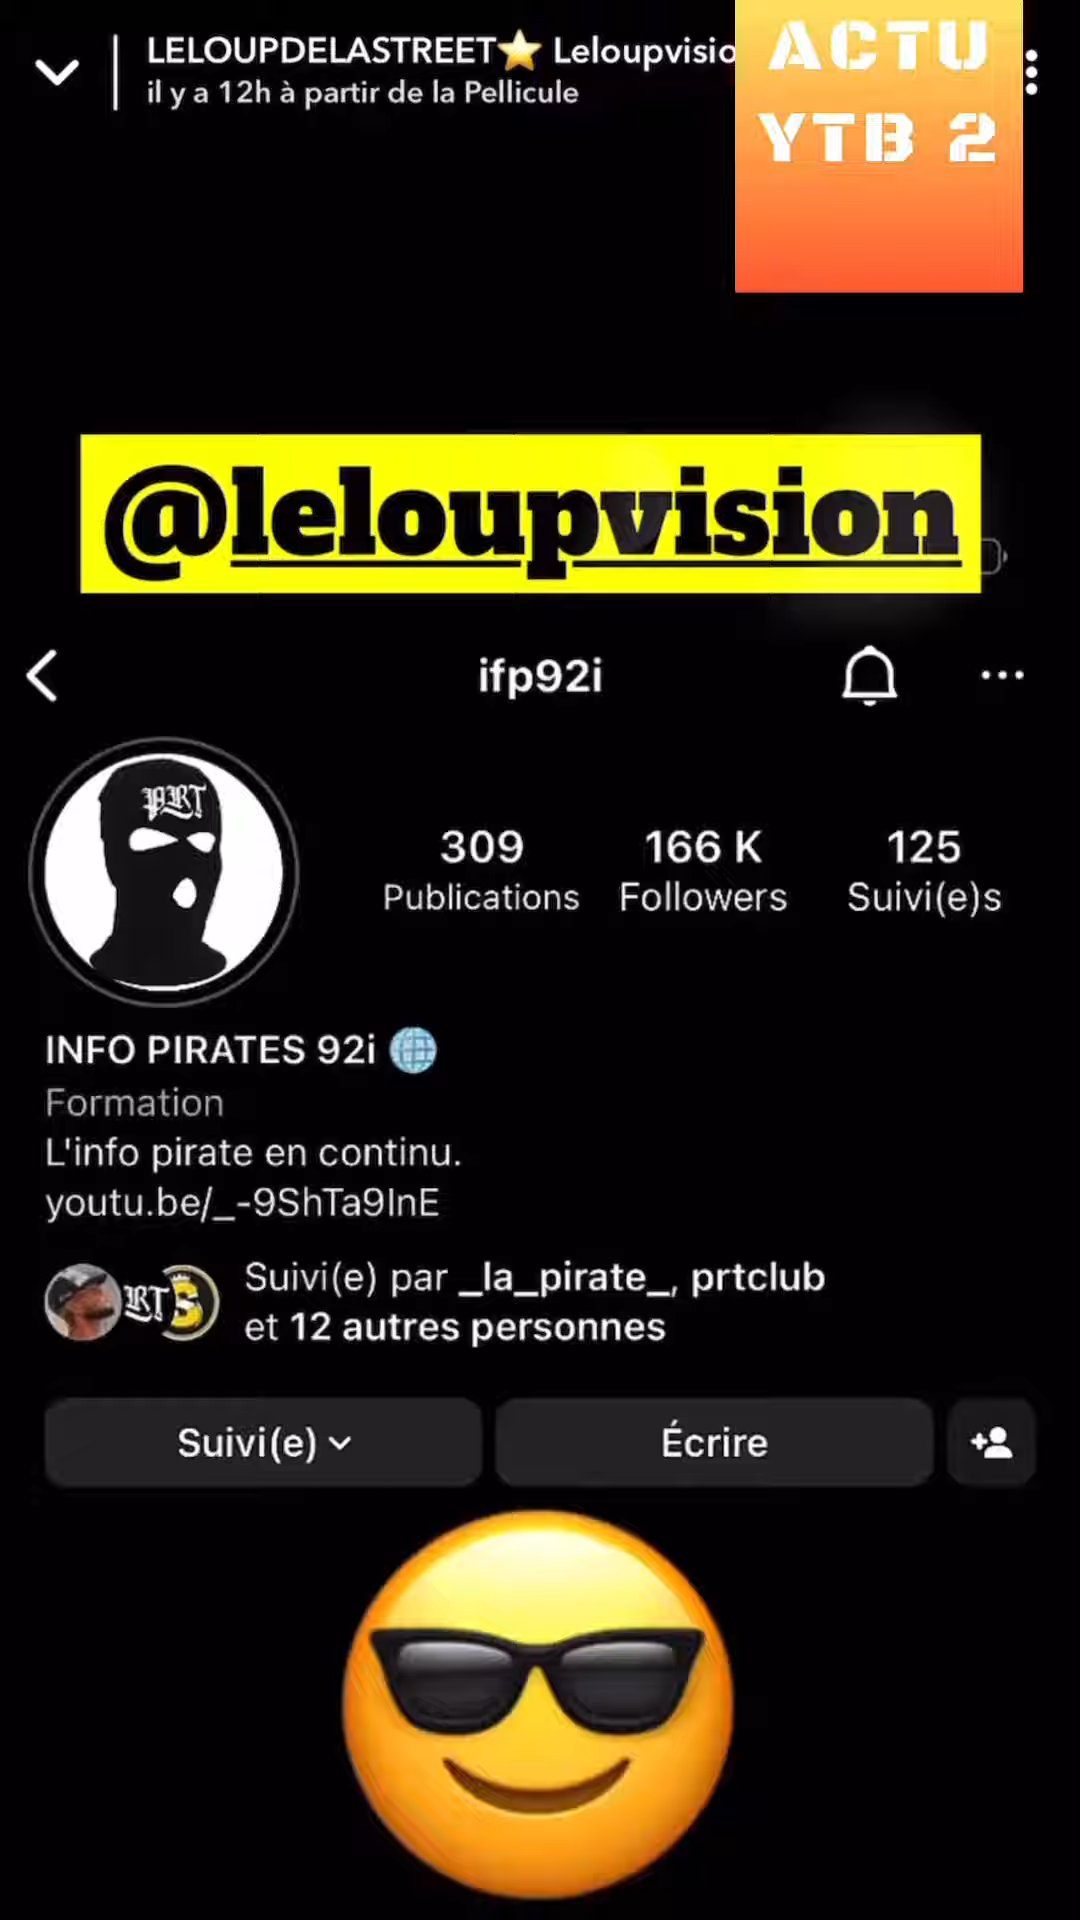 LELOUPDELASTREET⭐ Leloupvisio
il y a 12h à partir de la Pellicule
ACTU
YTB 2
@leloupvision
ifp92i
PRT
309
Publications
166 K
Followers
125
Suivi(e)s
INFO PIRATES 92i 🌐
Formation
L'info pirate en continu.
youtu.be/_-9ShTa9InE
RT
S
Suivi(e) par _la_pirate_, prtclub
et 12 autres personnes
Suivi(e)
Écrire